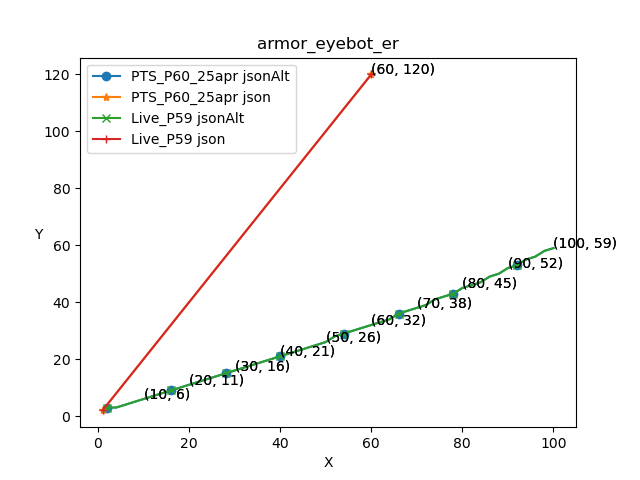 armor_eyebot_er
PTS_P60_25apr jsonAlt
PTS_P60_25apr json
Live_P59 jsonAlt
Live_P59 json
(60, 120)
(100, 59)
(90, 52)
(80, 45)
(70, 38)
(60, 32)
(50, 26)
(40, 21)
(30, 16)
(20, 11)
(10, 6)
120
100
80
60
40
20
0
Y
0 20 40 60 80 100
X